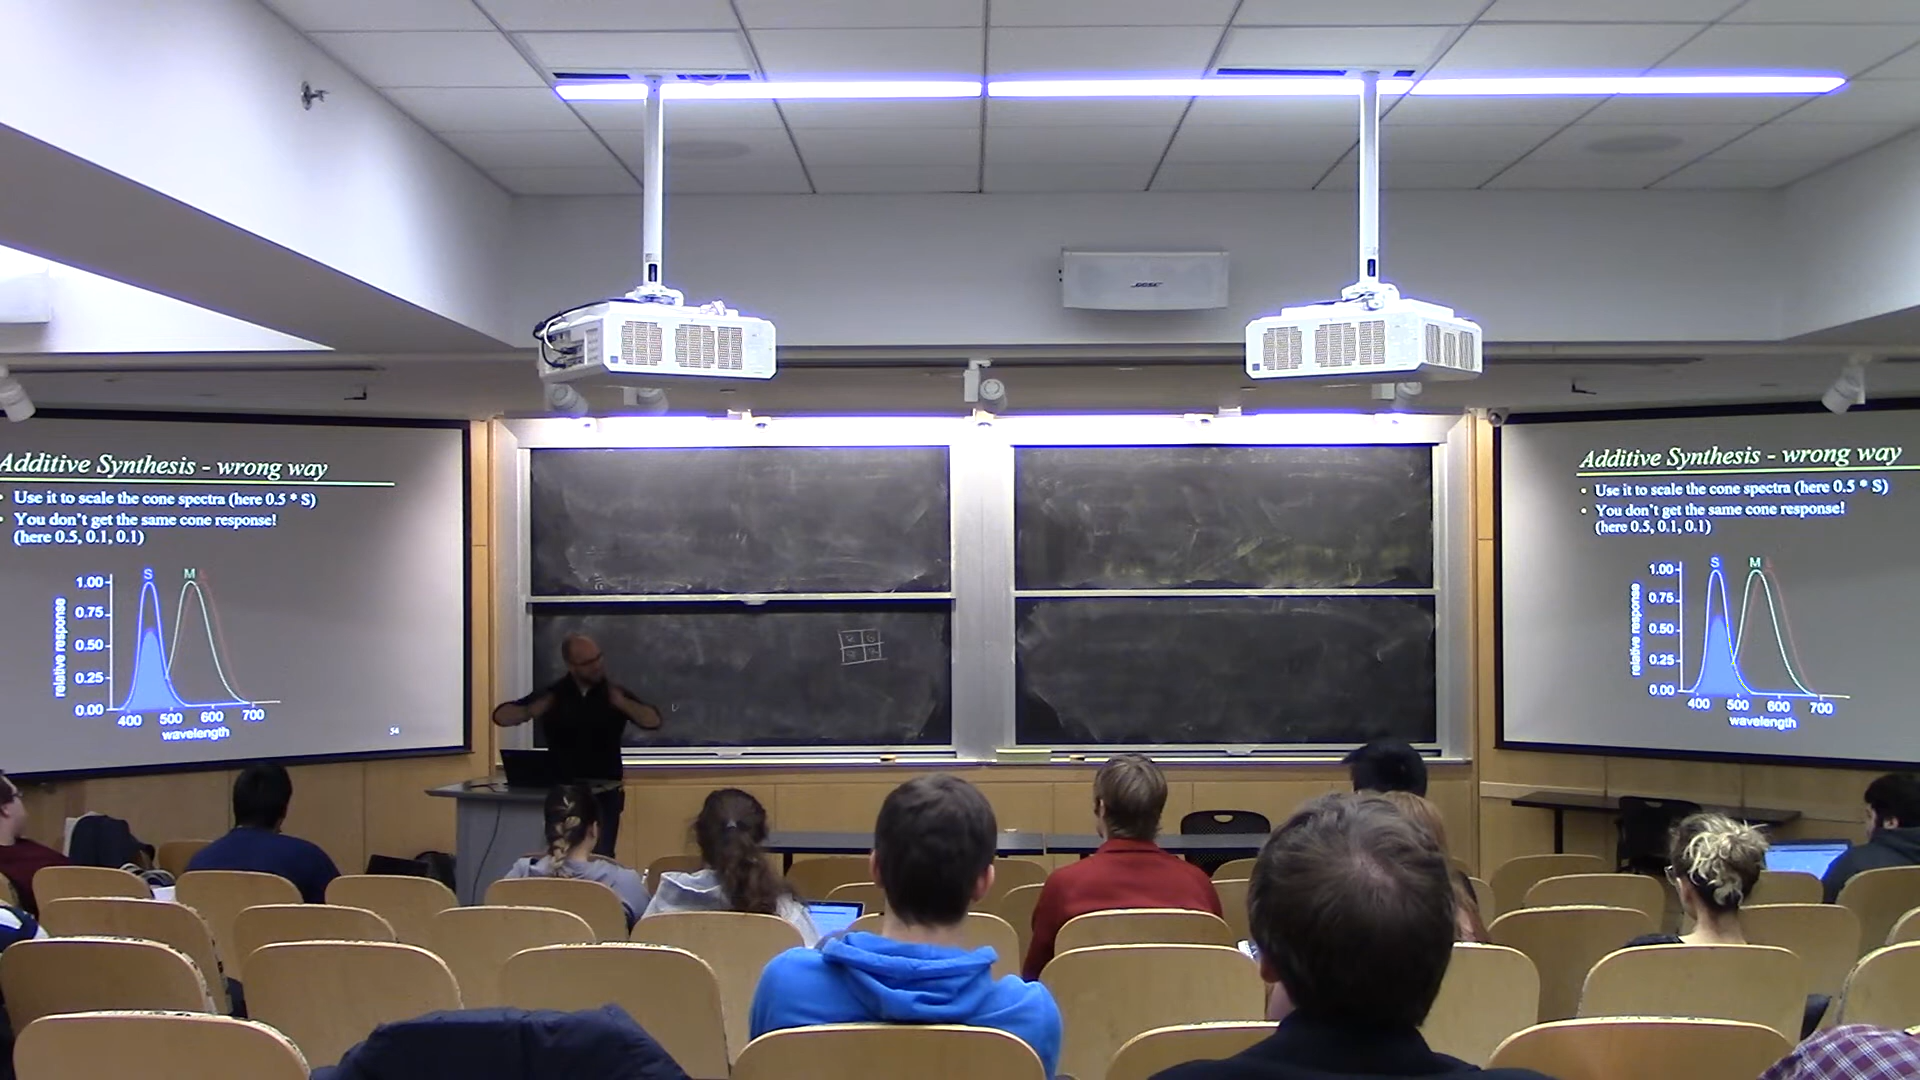 Additive Synthesis - wrong way
• Use it to scale the cone spectra (here 0.5 * S)
• You don't get the same cone response!
(here 0.5, 0.1, 0.1)
S M
1.00
0.75
0.50
0.25
0.00
relative response
400 500 600 700
wavelength
54
BOSE
Additive Synthesis - wrong way
• Use it to scale the cone spectra (here 0.5 * S)
• You don't get the same cone response!
(here 0.5, 0.1, 0.1)
S M L
1.00
0.75
0.50
0.25
0.00
relative response
400 500 600 700
wavelength